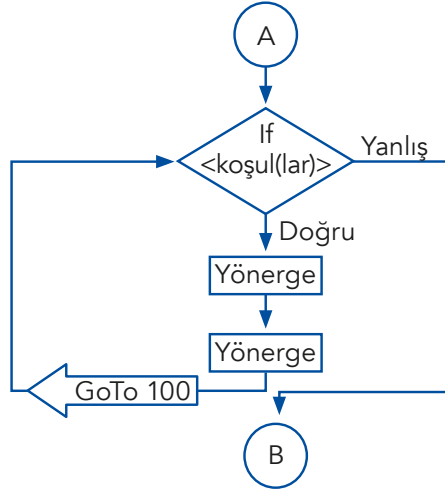 A
If
<koşul(lar)>
Yanlış
Doğru
Yönerge
Yönerge
GoTo 100
B